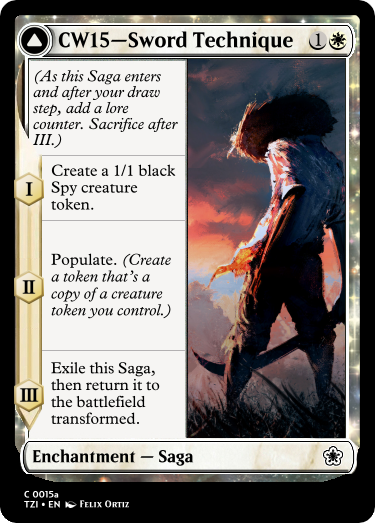 CW15—Sword Technique 1
(As this Saga enters
and after your draw
step, add a lore
counter. Sacrifice after
III.)
I
Create a 1/1 black
Spy creature
token.
II
Populate. (Create
a token that's a
copy of a creature
token you control.)
III
Exile this Saga,
then return it to
the battlefield
transformed.
Enchantment — Saga
C 0015a
TZI • EN Felix Ortiz